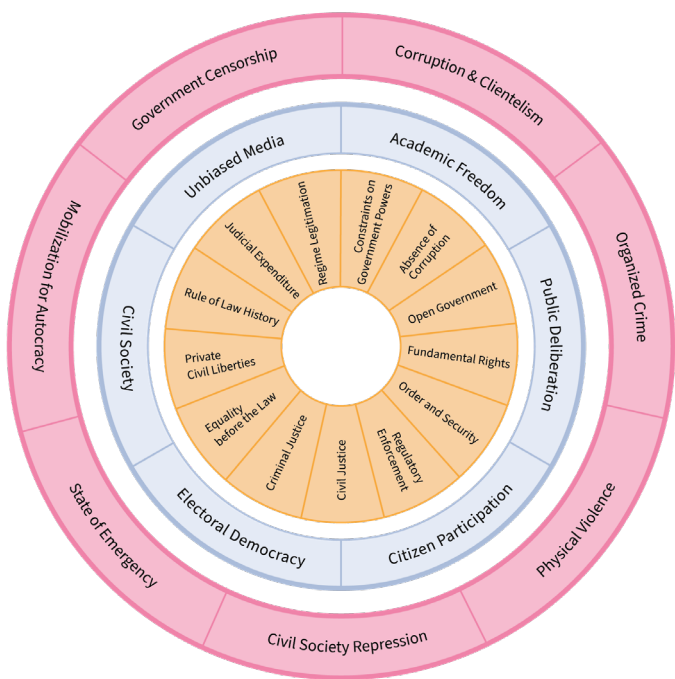 Government Censorship
Corruption & Clientelism
Organized Crime
Physical Violence
Civil Society Repression
State of Emergency
Mobilization for Autocracy
Unbiased Media
Academic Freedom
Public Deliberation
Citizen Participation
Electoral Democracy
Civil Society
Regime Legitimation
Constraints on
Government Powers
Absence of
Corruption
Open Government
Fundamental Rights
Order and Security
Regulatory
Enforcement
Civil Justice
Criminal Justice
Equality
before the Law
Private
Civil Liberties
Rule of Law History
Judicial Expenditure